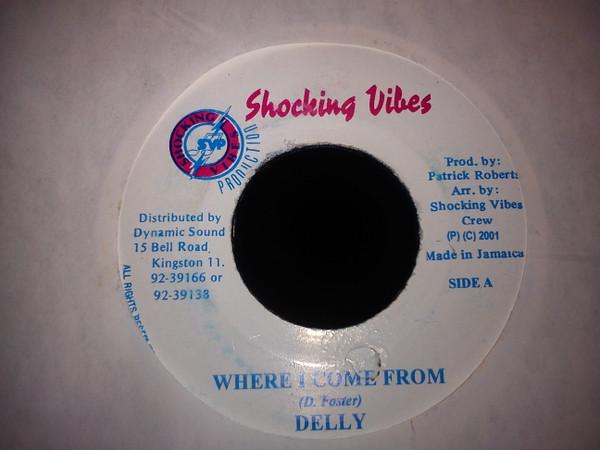 Shocking Vibes
SHOCKING VIBES
SVP
PRODUCTION
Prod. by:
Patrick Roberts
Arr. by:
Shocking Vibes
Crew
(P) (C) 2001
Made in Jamaica
SIDE A
Distributed by
Dynamic Sound
15 Bell Road
Kingston 11.
92-39166 or
92-39138
ALL RIGHTS
WHERE I COME FROM
(D. Foster)
DELLY